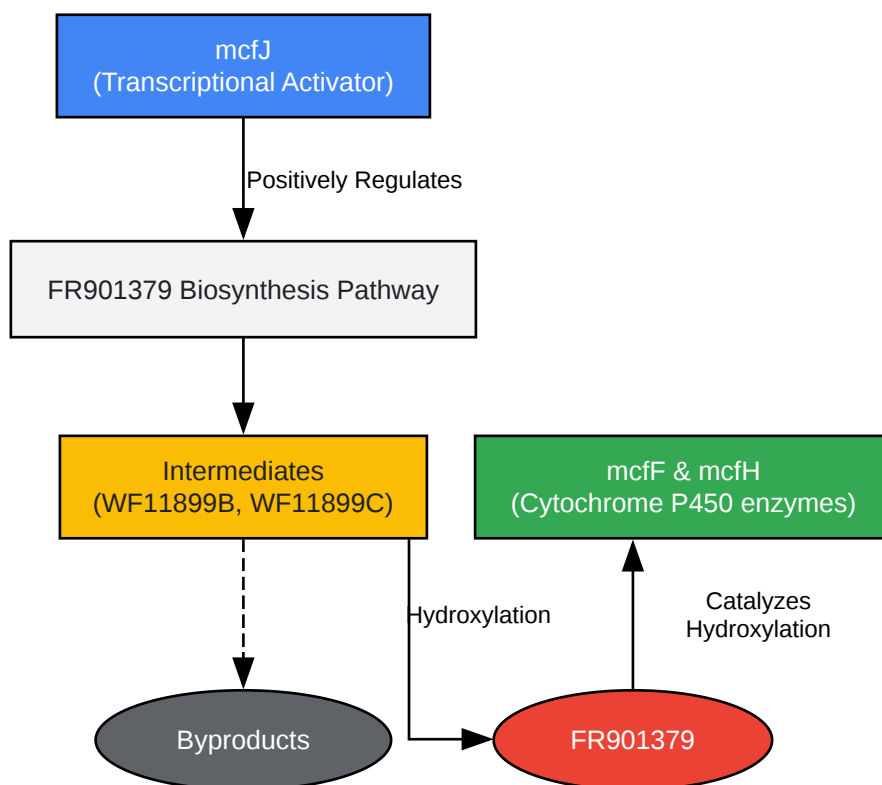 mcfJ
(Transcriptional Activator)
Positively Regulates
FR901379 Biosynthesis Pathway
Intermediates
(WF11899B, WF11899C)
mcfF & mcfH
(Cytochrome P450 enzymes)
Hydroxylation
Catalyzes
Hydroxylation
Byproducts
FR901379